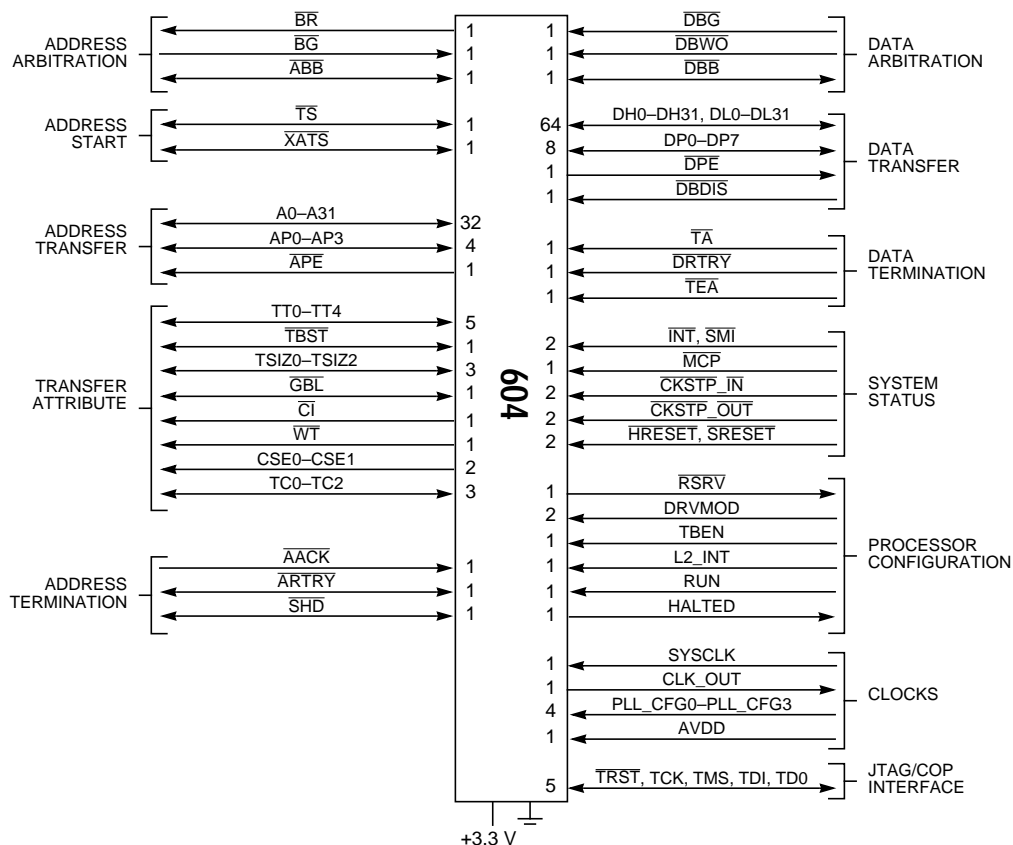 ADDRESS
ARBITRATION
BR 1
BG 1
ABB 1
ADDRESS
START
TS 1
XATS 1
ADDRESS
TRANSFER
A0–A31 32
AP0–AP3 4
APE 1
TRANSFER
ATTRIBUTE
TT0–TT4 5
TBST 1
TSIZ0–TSIZ2 3
GBL 1
CI 1
WT 1
CSE0–CSE1 2
TC0–TC2 3
ADDRESS
TERMINATION
AACK 1
ARTRY 1
SHD 1
604
1 DBG
1 DBWO
1 DBB
DATA
ARBITRATION
64 DH0–DH31, DL0–DL31
8 DP0–DP7
1 DPE
1 DBDIS
DATA
TRANSFER
1 TA
1 DRTRY
1 TEA
DATA
TERMINATION
2 INT, SMI
1 MCP
2 CKSTP_IN
2 CKSTP_OUT
2 HRESET, SRESET
SYSTEM
STATUS
1 RSRV
2 DRVMOD
1 TBEN
1 L2_INT
1 RUN
1 HALTED
PROCESSOR
CONFIGURATION
1 SYSCLK
1 CLK_OUT
4 PLL_CFG0–PLL_CFG3
1 AVDD
CLOCKS
5 TRST, TCK, TMS, TDI, TD0
JTAG/COP
INTERFACE
+3.3 V